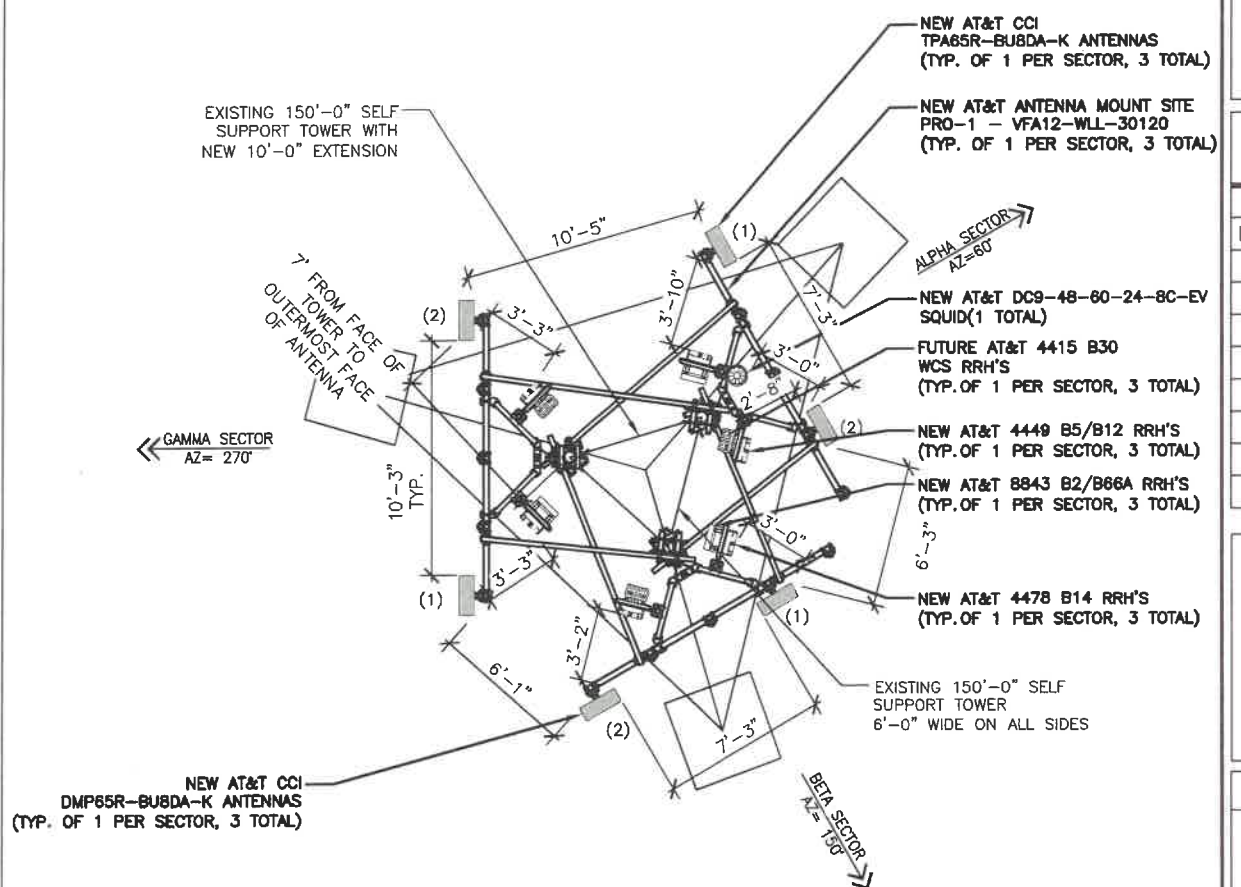 NEW AT&T CCI
TPA65R-BU8DA-K ANTENNAS
(TYP. OF 1 PER SECTOR, 3 TOTAL)
EXISTING 150'-0" SELF
SUPPORT TOWER WITH
NEW 10'-0" EXTENSION
NEW AT&T ANTENNA MOUNT SITE
PRO-1 - VFA12-WLL-30120
(TYP. OF 1 PER SECTOR, 3 TOTAL)
10'-5"
(1)
ALPHA SECTOR
AZ=60°
7' FROM FACE OF
TOWER TO
OUTERMOST FACE
OF ANTENNA
(2)
3'-3"
3'-10"
7'-3"
NEW AT&T DC9-48-60-24-8C-EV
SQUID(1 TOTAL)
3'-0"
2'-8"
FUTURE AT&T 4415 B30
WCS RRH'S
(TYP.OF 1 PER SECTOR, 3 TOTAL)
(2)
GAMMA SECTOR
AZ= 270°
NEW AT&T 4449 B5/B12 RRH'S
(TYP.OF 1 PER SECTOR, 3 TOTAL)
10'-3"
TYP.
NEW AT&T 8843 B2/B66A RRH'S
(TYP.OF 1 PER SECTOR, 3 TOTAL)
3'-0"
6'-3"
3'-3"
(1)
(1)
NEW AT&T 4478 B14 RRH'S
(TYP.OF 1 PER SECTOR, 3 TOTAL)
3'-2"
6'-1"
EXISTING 150'-0" SELF
SUPPORT TOWER
6'-0" WIDE ON ALL SIDES
(2)
7'-3"
NEW AT&T CCI
DMP65R-BU8DA-K ANTENNAS
(TYP. OF 1 PER SECTOR, 3 TOTAL)
BETA SECTOR
AZ= 150°